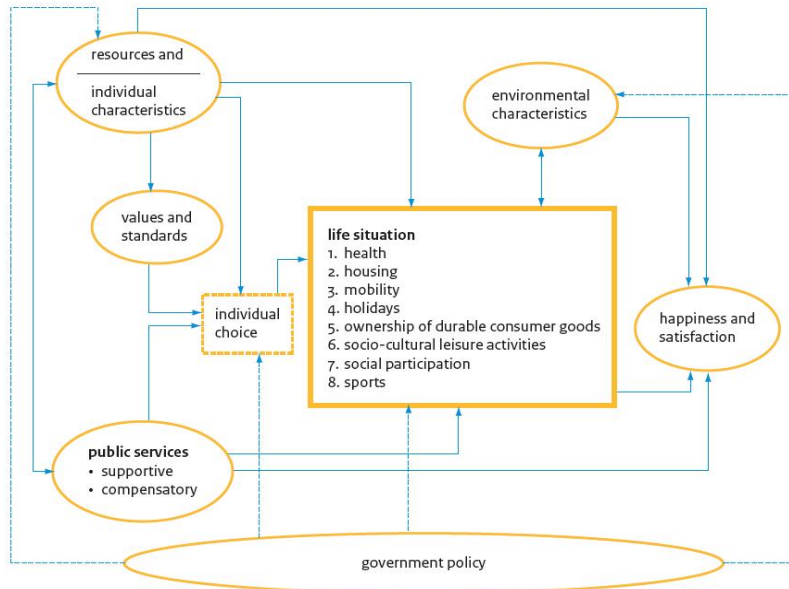 resources and
individual
characteristics
environmental
characteristics
values and
standards
life situation
1. health
2. housing
3. mobility
4. holidays
5. ownership of durable consumer goods
6. socio-cultural leisure activities
7. social participation
8. sports
individual
choice
happiness and
satisfaction
public services
• supportive
• compensatory
government policy